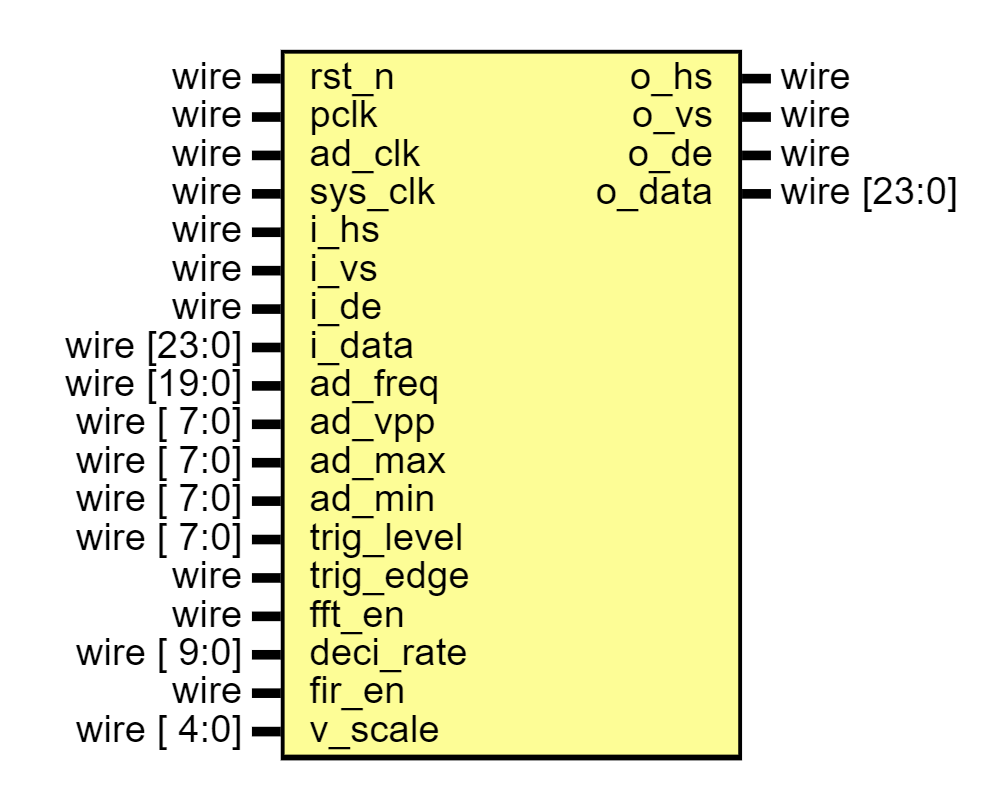 wire rst_n o_hs wire
wire pclk o_vs wire
wire ad_clk o_de wire
wire sys_clk o_data wire [23:0]
wire i_hs
wire i_vs
wire i_de
wire [23:0] i_data
wire [19:0] ad_freq
wire [ 7:0] ad_vpp
wire [ 7:0] ad_max
wire [ 7:0] ad_min
wire [ 7:0] trig_level
wire trig_edge
wire fft_en
wire [ 9:0] deci_rate
wire fir_en
wire [ 4:0] v_scale